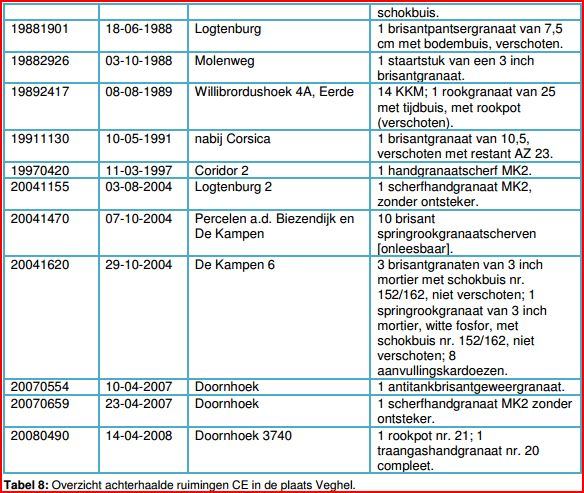 schokbuis.
19881901 18-06-1988 Logtenburg 1 brisantpantsergranaat van 7,5
cm met bodembuis, verschoten.
19882926 03-10-1988 Molenweg 1 staartstuk van een 3 inch
brisantgranaat.
19892417 08-08-1989 Willibrordushoek 4A, Eerde 14 KKM; 1 rookgranaat van 25
met tijdbuis, met rookpot
(verschoten).
19911130 10-05-1991 nabij Corsica 1 brisantgranaat van 10,5,
verschoten met restant AZ 23.
19970420 11-03-1997 Coridor 2 1 handgranaatscherf MK2.
20041155 03-08-2004 Logtenburg 2 1 scherfhandgranaat MK2,
zonder ontsteker.
20041470 07-10-2004 Percelen a.d. Biezendijk en 10 brisant
De Kampen springrookgranaatscherven
[onleesbaar].
20041620 29-10-2004 De Kampen 6 3 brisantgranaten van 3 inch
mortier met schokbuis nr.
152/162, niet verschoten; 1
springrookgranaat van 3 inch
mortier, witte fosfor, met
schokbuis nr. 152/162, niet
verschoten; 8
aanvullingskardoezen.
20070554 10-04-2007 Doornhoek 1 antitankbrisantgeweergranaat.
20070659 23-04-2007 Doornhoek 1 scherfhandgranaat MK2 zonder
ontsteker.
20080490 14-04-2008 Doornhoek 3740 1 rookpot nr. 21; 1
traangashandgranaat nr. 20
compleet.
Tabel 8: Overzicht achterhaalde ruimingen CE in de plaats Veghel.